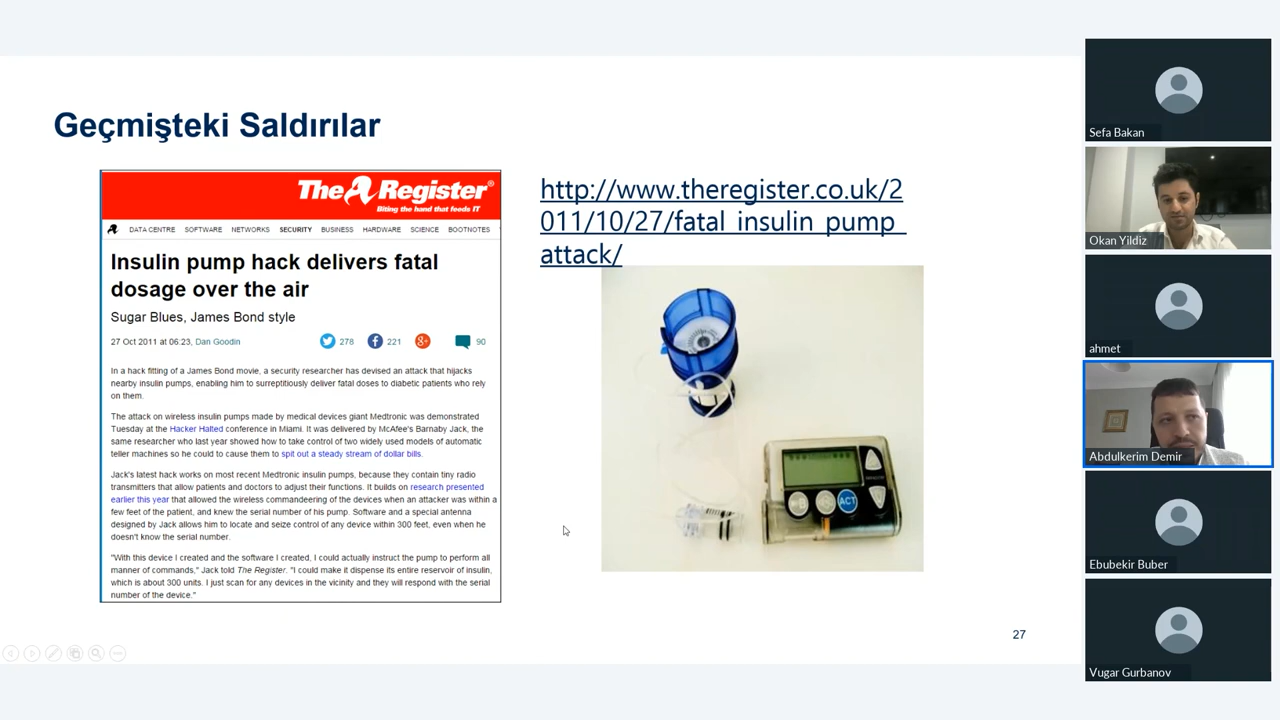 Geçmişteki Saldırılar
The Register®
Biting the hand that feeds IT
DATA CENTRE SOFTWARE NETWORKS SECURITY BUSINESS HARDWARE SCIENCE BOOTNOTES
Insulin pump hack delivers fatal
dosage over the air
Sugar Blues, James Bond style
27 Oct 2011 at 06:23, Dan Goodin 278 221 90
In a hack fitting of a James Bond movie, a security researcher has devised an attack that hijacks
nearby insulin pumps, enabling him to surreptitiously deliver fatal doses to diabetic patients who rely
on them.
The attack on wireless insulin pumps made by medical devices giant Medtronic was demonstrated
Tuesday at the Hacker Halted conference in Miami. It was delivered by McAfee's Barnaby Jack, the
same researcher who last year showed how to take control of two widely used models of automatic
teller machines so he could to cause them to spit out a steady stream of dollar bills.
Jack's latest hack works on most recent Medtronic insulin pumps, because they contain tiny radio
transmitters that allow patients and doctors to adjust their functions. It builds on research presented
earlier this year that allowed the wireless commandeering of the devices when an attacker was within a
few feet of the patient, and knew the serial number of his pump. Software and a special antenna
designed by Jack allows him to locate and seize control of any device within 300 feet, even when he
doesn't know the serial number.
"With this device I created and the software I created, I could actually instruct the pump to perform all
manner of commands," Jack told The Register. "I could make it dispense its entire reservoir of insulin,
which is about 300 units. I just scan for any devices in the vicinity and they will respond with the serial
number of the device."
http://www.theregister.co.uk/2
011/10/27/fatal_insulin_pump_
attack/
ACT
27
Sefa Bakan
Okan Yildiz
ahmet
Abdulkerim Demir
Ebubekir Buber
Vugar Gurbanov